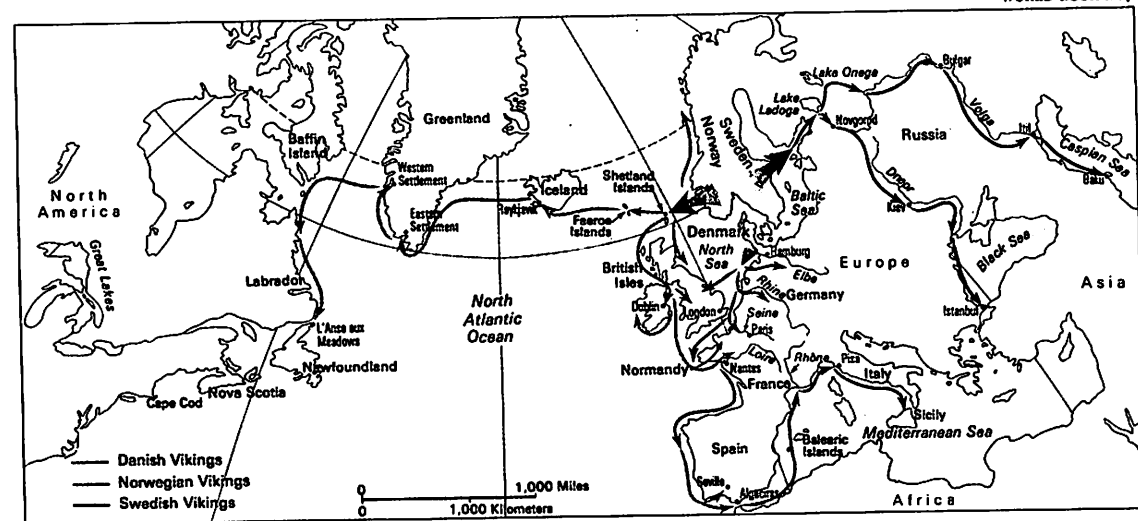 Lake Onega
Bulgar
Lake
Ladoga
Novgorod
Volga
Russia
Itil
Caspian Sea
Baku
Greenland
Norway
Sweden
Baffin
Island
Western
Settlement
Shetland
Islands
Iceland
Reykjavik
Eastern
Settlement
Faeroe
Islands
North
America
Baltic
Sea
Dnepr
Kiev
Denmark
North
Sea
Hamburg
Great Lakes
Labrador
British
Isles
Elbe
Europe
Black Sea
Asia
Rhine
Germany
Dublin
London
Seine
Paris
Istanbul
North
Atlantic
Ocean
L'Anse aux
Meadows
Newfoundland
Nova Scotia
Cape Cod
Normandy
Loire
Nantes
France
Rhône
Pisa
Italy
Sicily
Mediterranean Sea
Spain
Balearic
Islands
Seville
Algeciras
Africa
Danish Vikings
Norwegian Vikings
Swedish Vikings
0
1,000 Miles
0
1,000 Kilometers